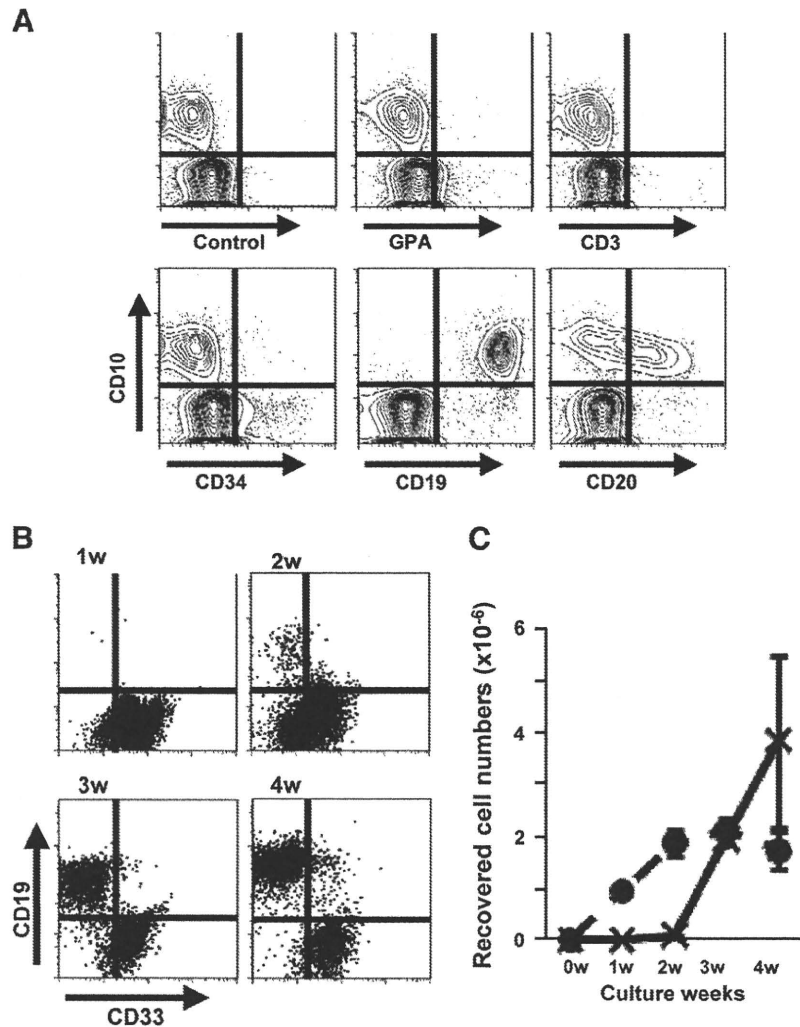 A
Control
GPA
CD3
CD10
CD34
CD19
CD20
B
1w
2w
3w
4w
CD19
CD33
C
Recovered cell numbers (x10-6)
6
4
2
0
0w 1w 2w 3w 4w
Culture weeks